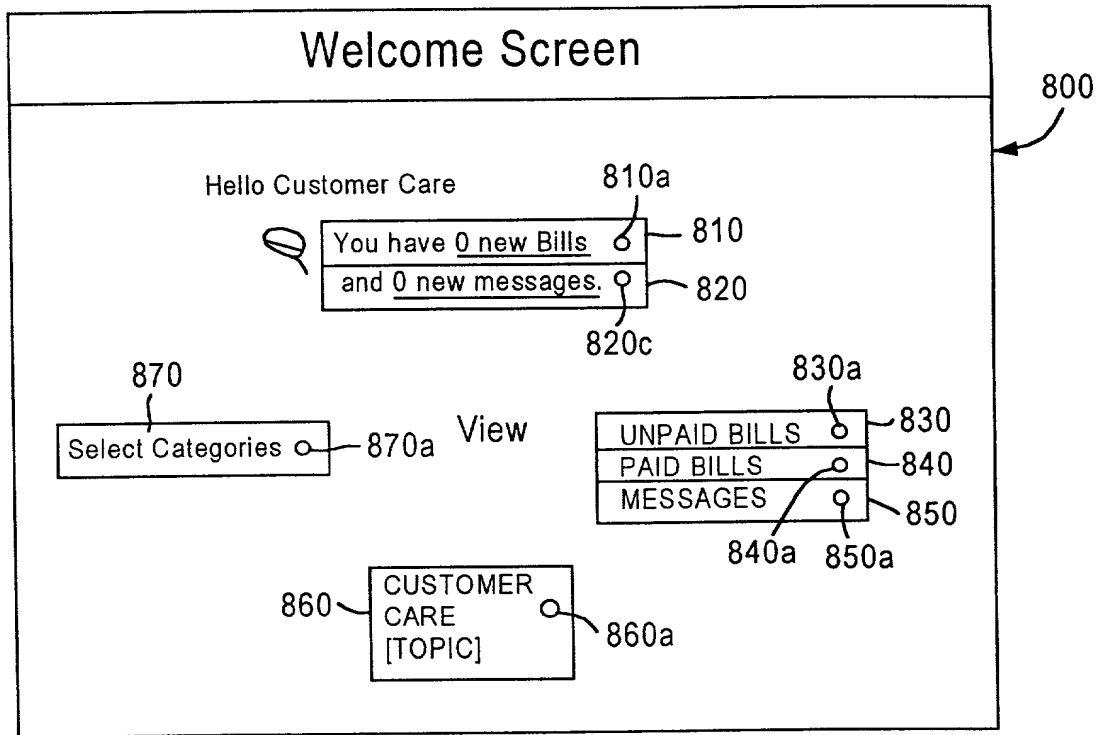 Welcome Screen
800
Hello Customer Care
810a
You have 0 new Bills
810
and 0 new messages.
820
820c
870
830a
Select Categories
870a
View
UNPAID BILLS
830
PAID BILLS
840
MESSAGES
850
840a
850a
860
CUSTOMER
CARE
[TOPIC]
860a